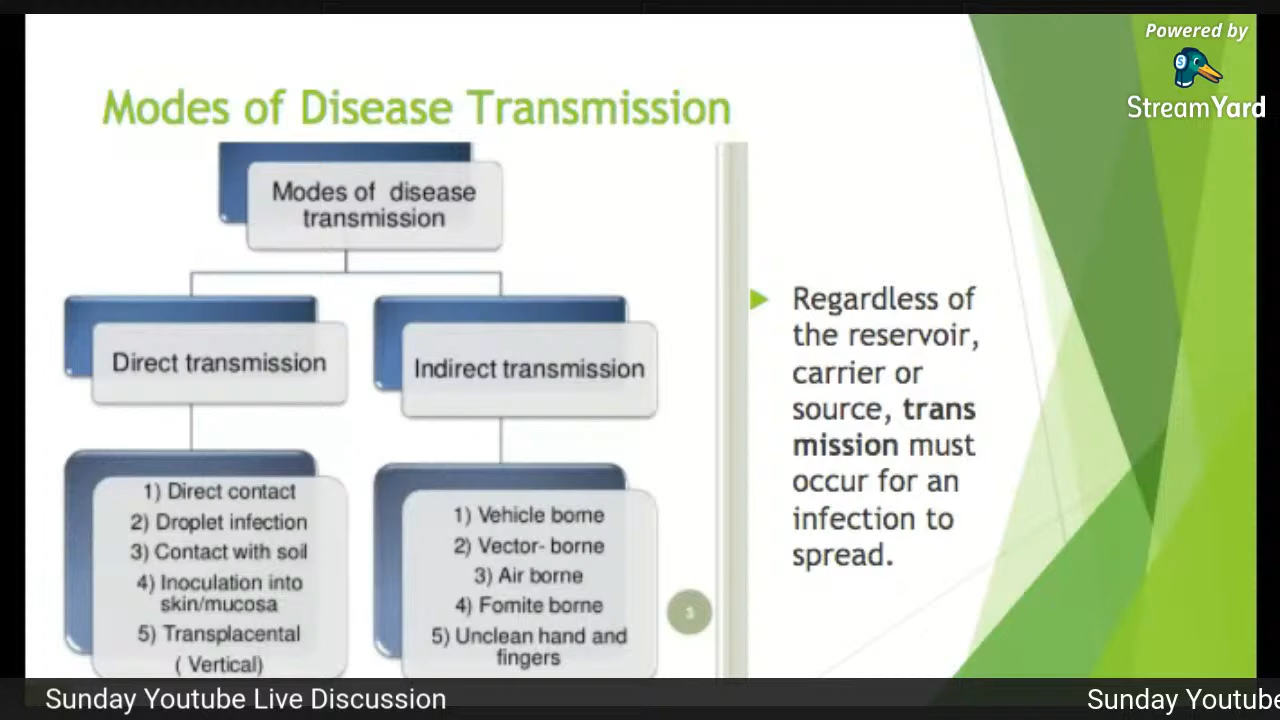 Powered by
StreamYard
Modes of Disease Transmission
Modes of disease
transmission
Direct transmission
Indirect transmission
1) Direct contact
2) Droplet infection
3) Contact with soil
4) Inoculation into
skin/mucosa
5) Transplacental
( Vertical)
1) Vehicle borne
2) Vector- borne
3) Air borne
4) Fomite borne
5) Unclean hand and
fingers
3
Regardless of
the reservoir,
carrier or
source, trans
mission must
occur for an
infection to
spread.
Sunday Youtube Live Discussion
Sunday Youtube